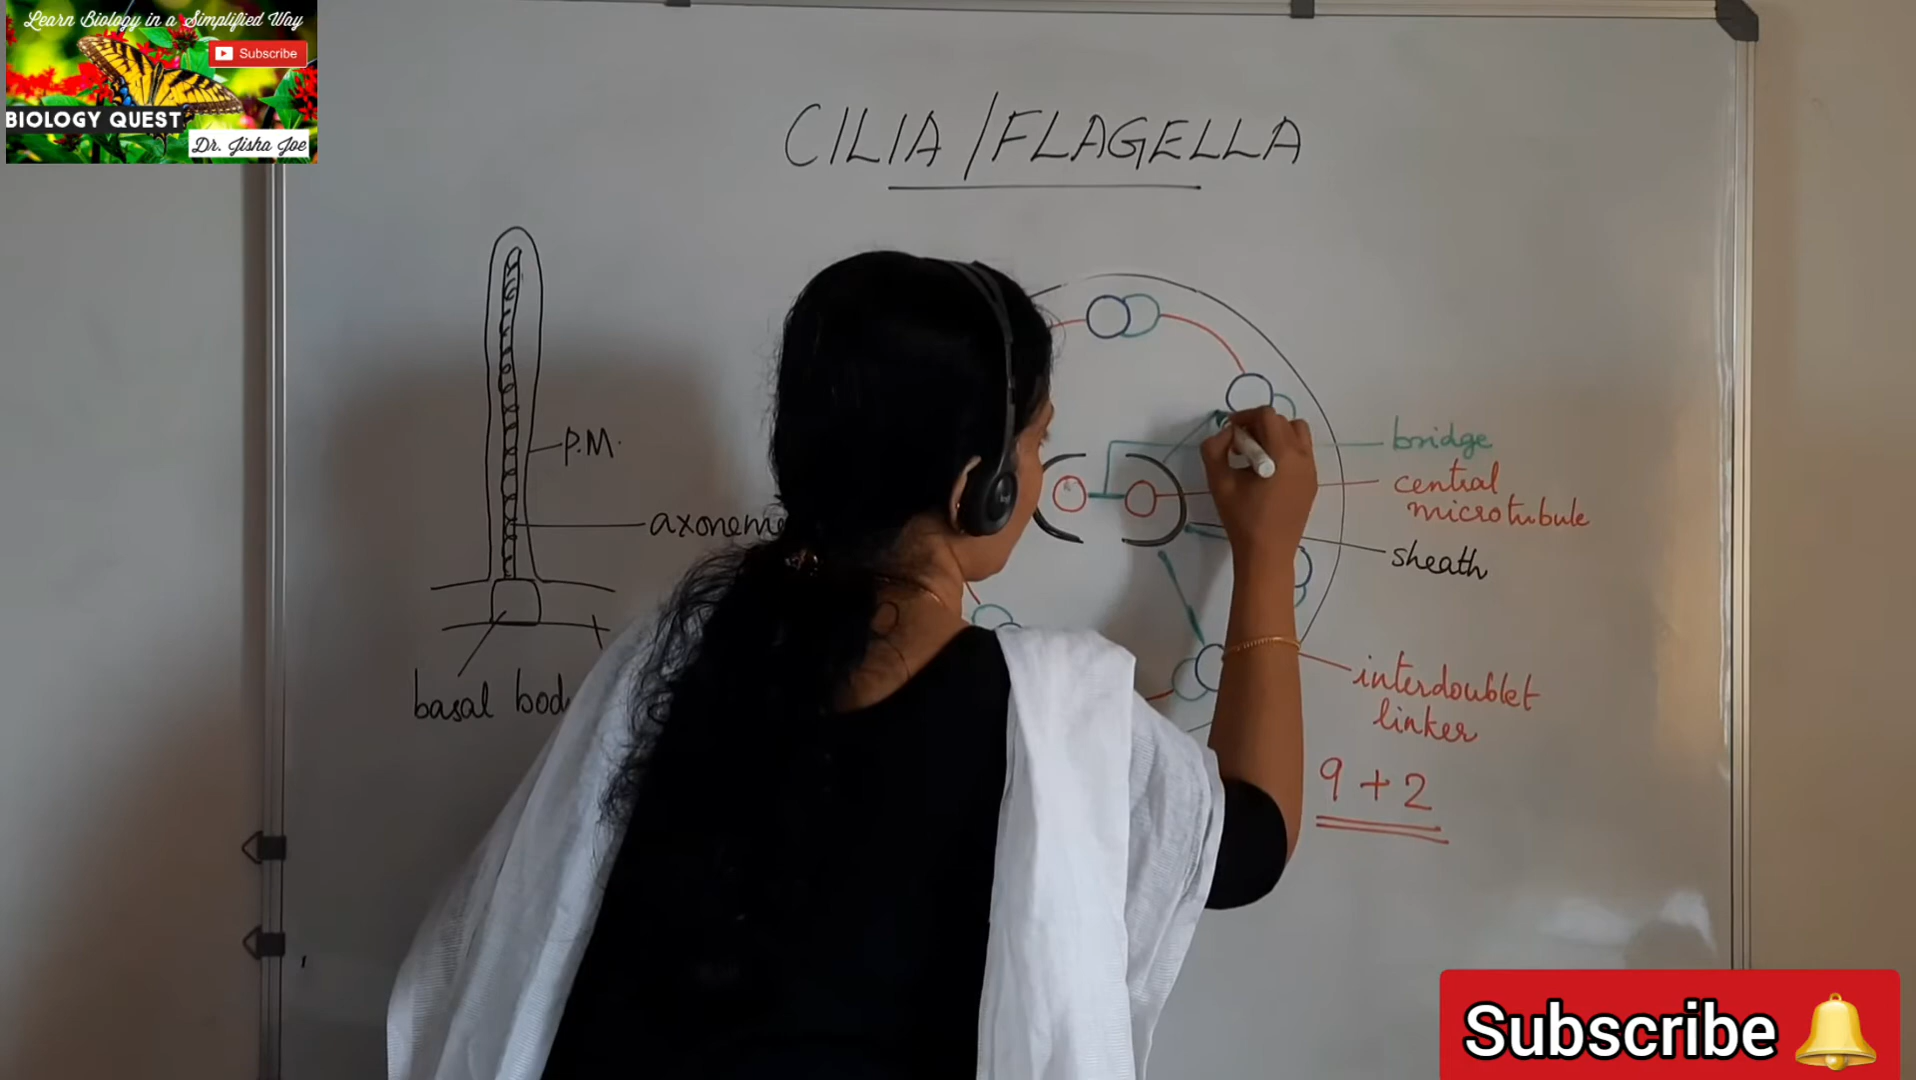 Learn Biology in a Simplified Way
Subscribe
BIOLOGY QUEST
Dr. Jisha Joe
CILIA/FLAGELLA
P.M.
axoneme
basal bod
bridge
central
microtubule
sheath
interdoublet
linker
9 + 2
Subscribe